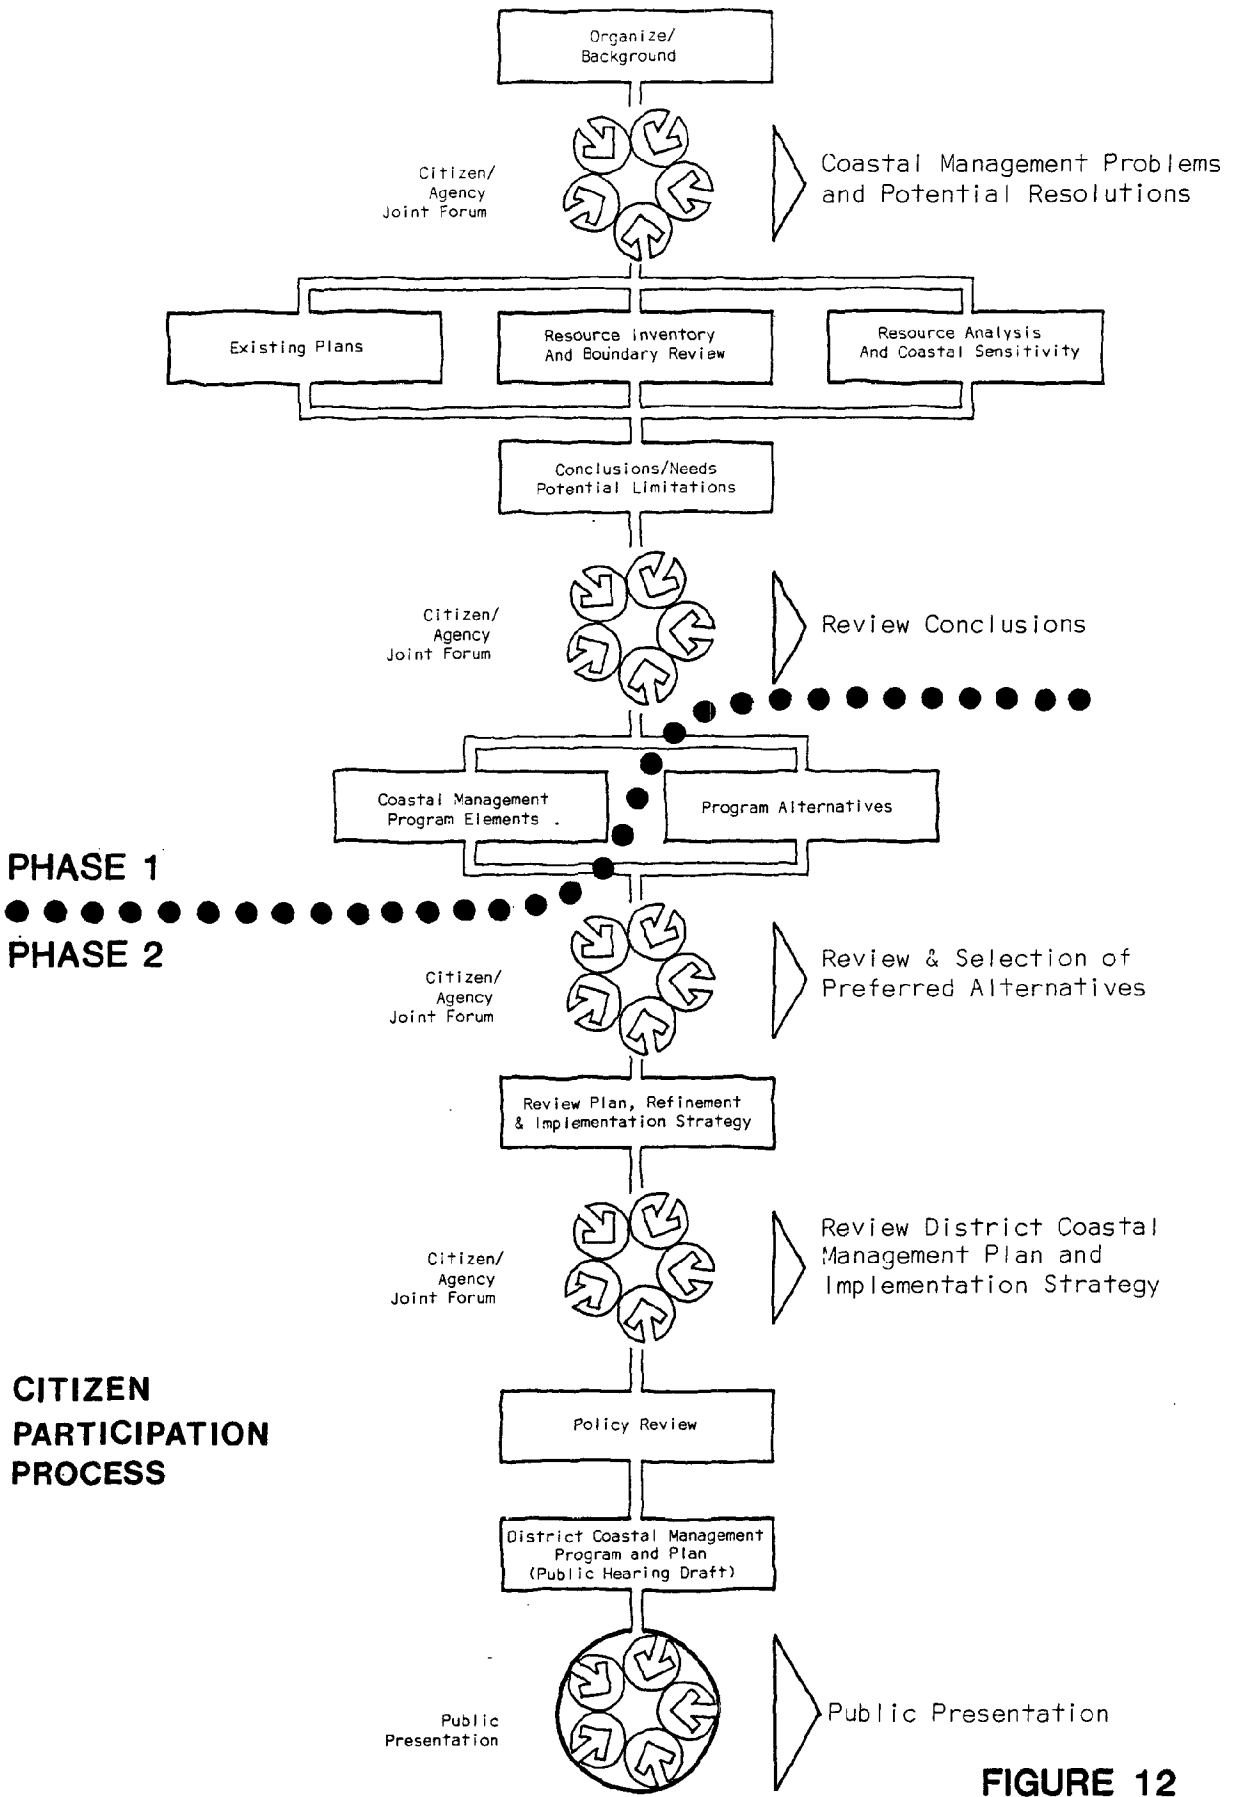 Organize/
Background
Citizen/
Agency
Joint Forum
Coastal Management Problems
and Potential Resolutions
Existing Plans
Resource Inventory
And Boundary Review
Resource Analysis
And Coastal Sensitivity
Conclusions/Needs
Potential Limitations
Citizen/
Agency
Joint Forum
Review Conclusions
Coastal Management
Program Elements
Program Alternatives
PHASE 1
PHASE 2
Citizen/
Agency
Joint Forum
Review & Selection of
Preferred Alternatives
Review Plan, Refinement
& Implementation Strategy
Citizen/
Agency
Joint Forum
Review District Coastal
Management Plan and
Implementation Strategy
CITIZEN
PARTICIPATION
PROCESS
Policy Review
District Coastal Management
Program and Plan
(Public Hearing Draft)
Public
Presentation
Public Presentation
FIGURE 12